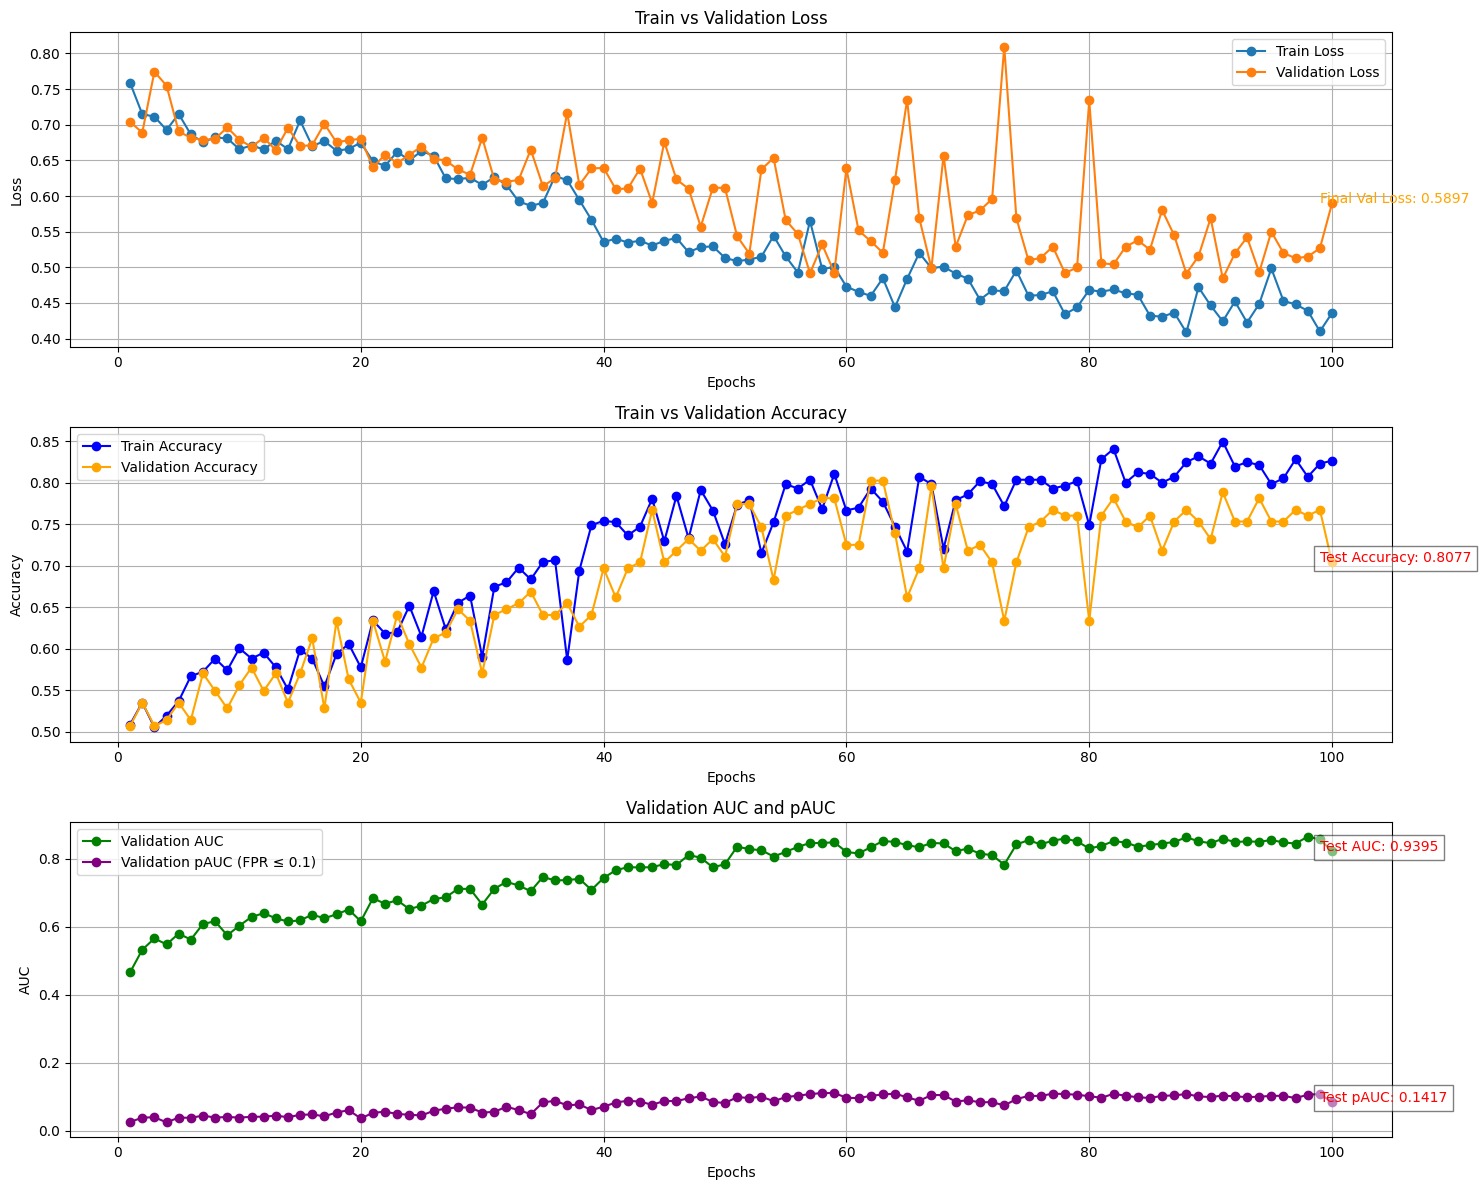 Train vs Validation Loss
Train Loss
Validation Loss
0.80
0.75
0.70
0.65
0.60
0.55
0.50
0.45
0.40
Loss
Final Val Loss: 0.5897
0 20 40 60 80 100
Epochs
Train vs Validation Accuracy
Train Accuracy
Validation Accuracy
0.85
0.80
0.75
0.70
0.65
0.60
0.55
0.50
Accuracy
Test Accuracy: 0.8077
0 20 40 60 80 100
Epochs
Validation AUC and pAUC
Validation AUC
Validation pAUC (FPR ≤ 0.1)
0.8
0.6
0.4
0.2
0.0
AUC
Test AUC: 0.9395
Test pAUC: 0.1417
0 20 40 60 80 100
Epochs